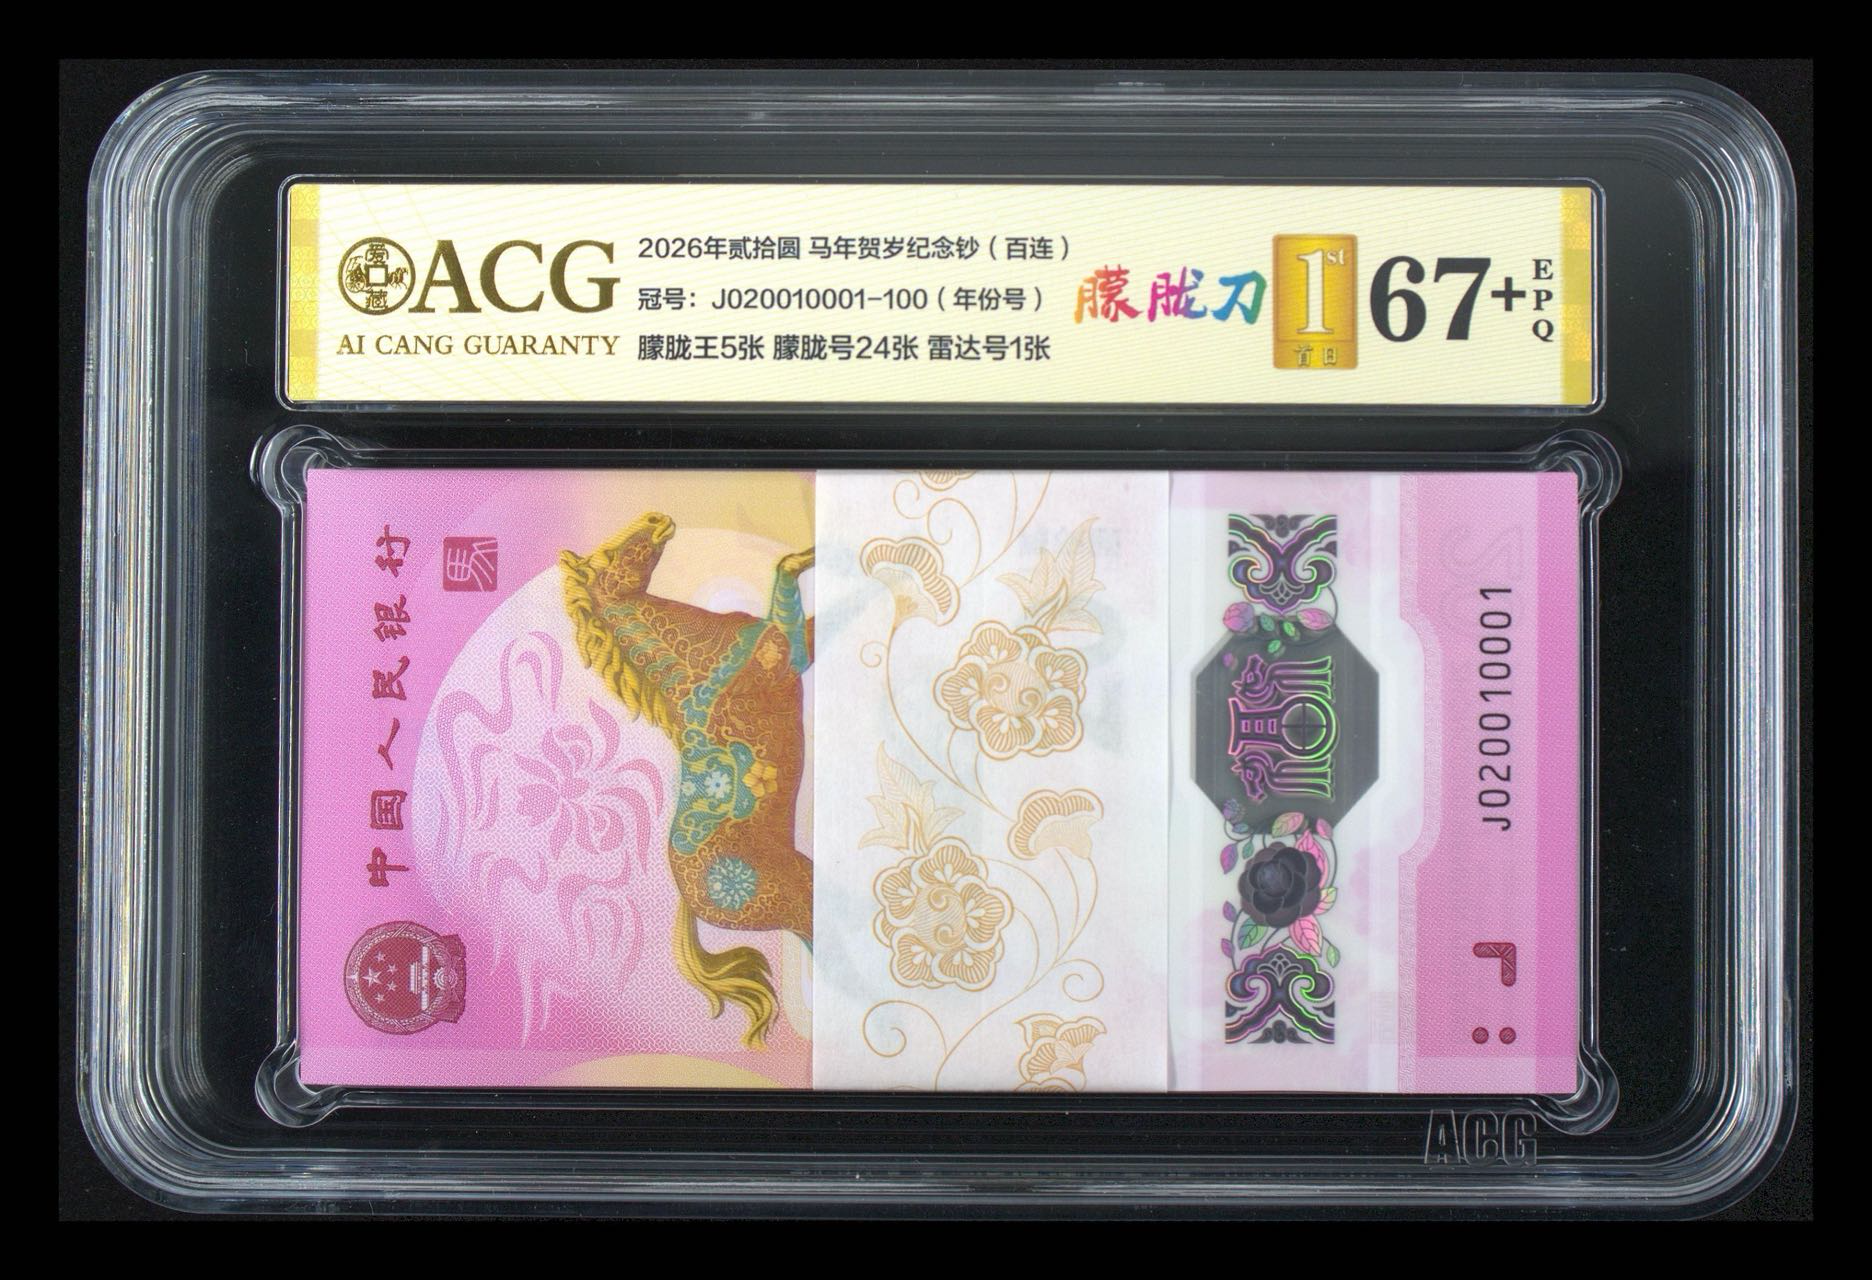 爱藏
ACG
AI CANG GUARANTY
2026年贰拾圆 马年贺岁纪念钞（百连）
冠号：J020010001-100（年份号）
朦胧王5张 朦胧号24张 雷达号1张
朦胧刀
1st
首日
67+
EPQ
中国人民银行
J020010001
ACG